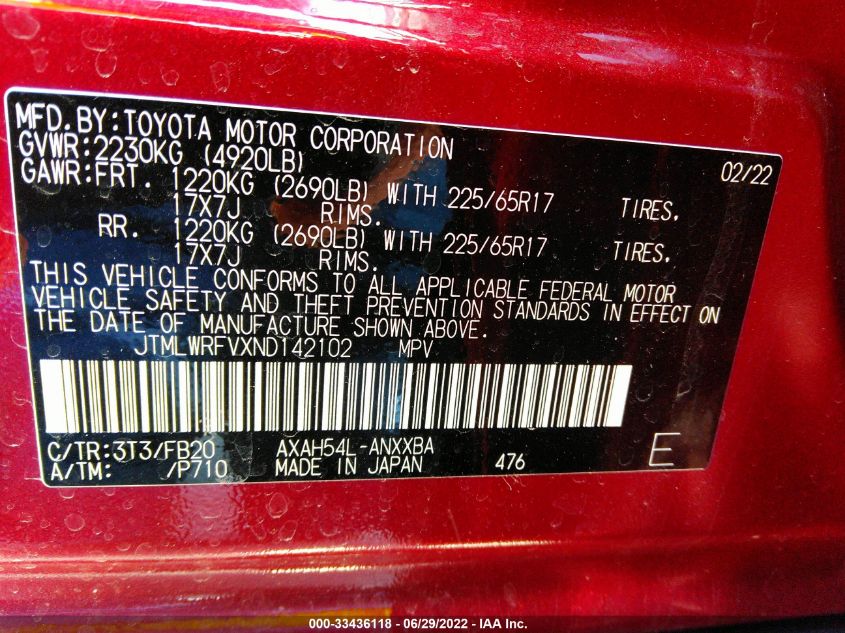 MFD.BY:TOYOTA MOTOR CORPORATION
GVWR:2230KG (4920LB) 02/22
GAWR:FRT. 1220KG (2690LB) WITH 225/65R17 TIRES,
17X7J RIMS.
RR. 1220KG (2690LB) WITH 225/65R17 TIRES,
17X7J RIMS.
THIS VEHICLE CONFORMS TO ALL APPLICABLE FEDERAL MOTOR
VEHICLE SAFETY AND THEFT PREVENTION STANDARDS IN EFFECT ON
THE DATE OF MANUFACTURE SHOWN ABOVE.
JTMLWRFVXND142102 MPV
C/TR:3T3/FB20 AXAH54L-ANXXBA
A/TM: /P710 MADE IN JAPAN 476 E
000-33436118 - 06/29/2022 - IAA Inc.